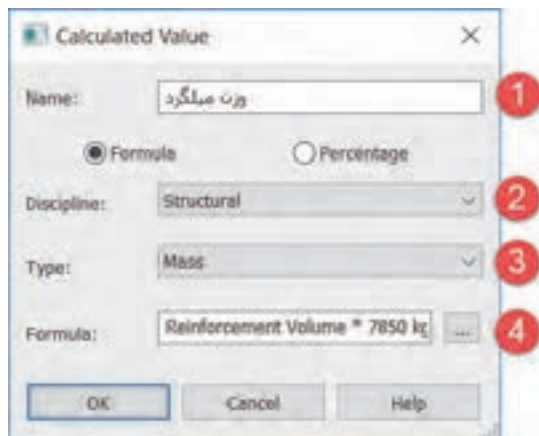 Calculated Value
Name: وزن میلگرد 1
Formula Percentage
Discipline: Structural 2
Type: Mass 3
Formula: Reinforcement Volume * 7850 kg ... 4
OK Cancel Help